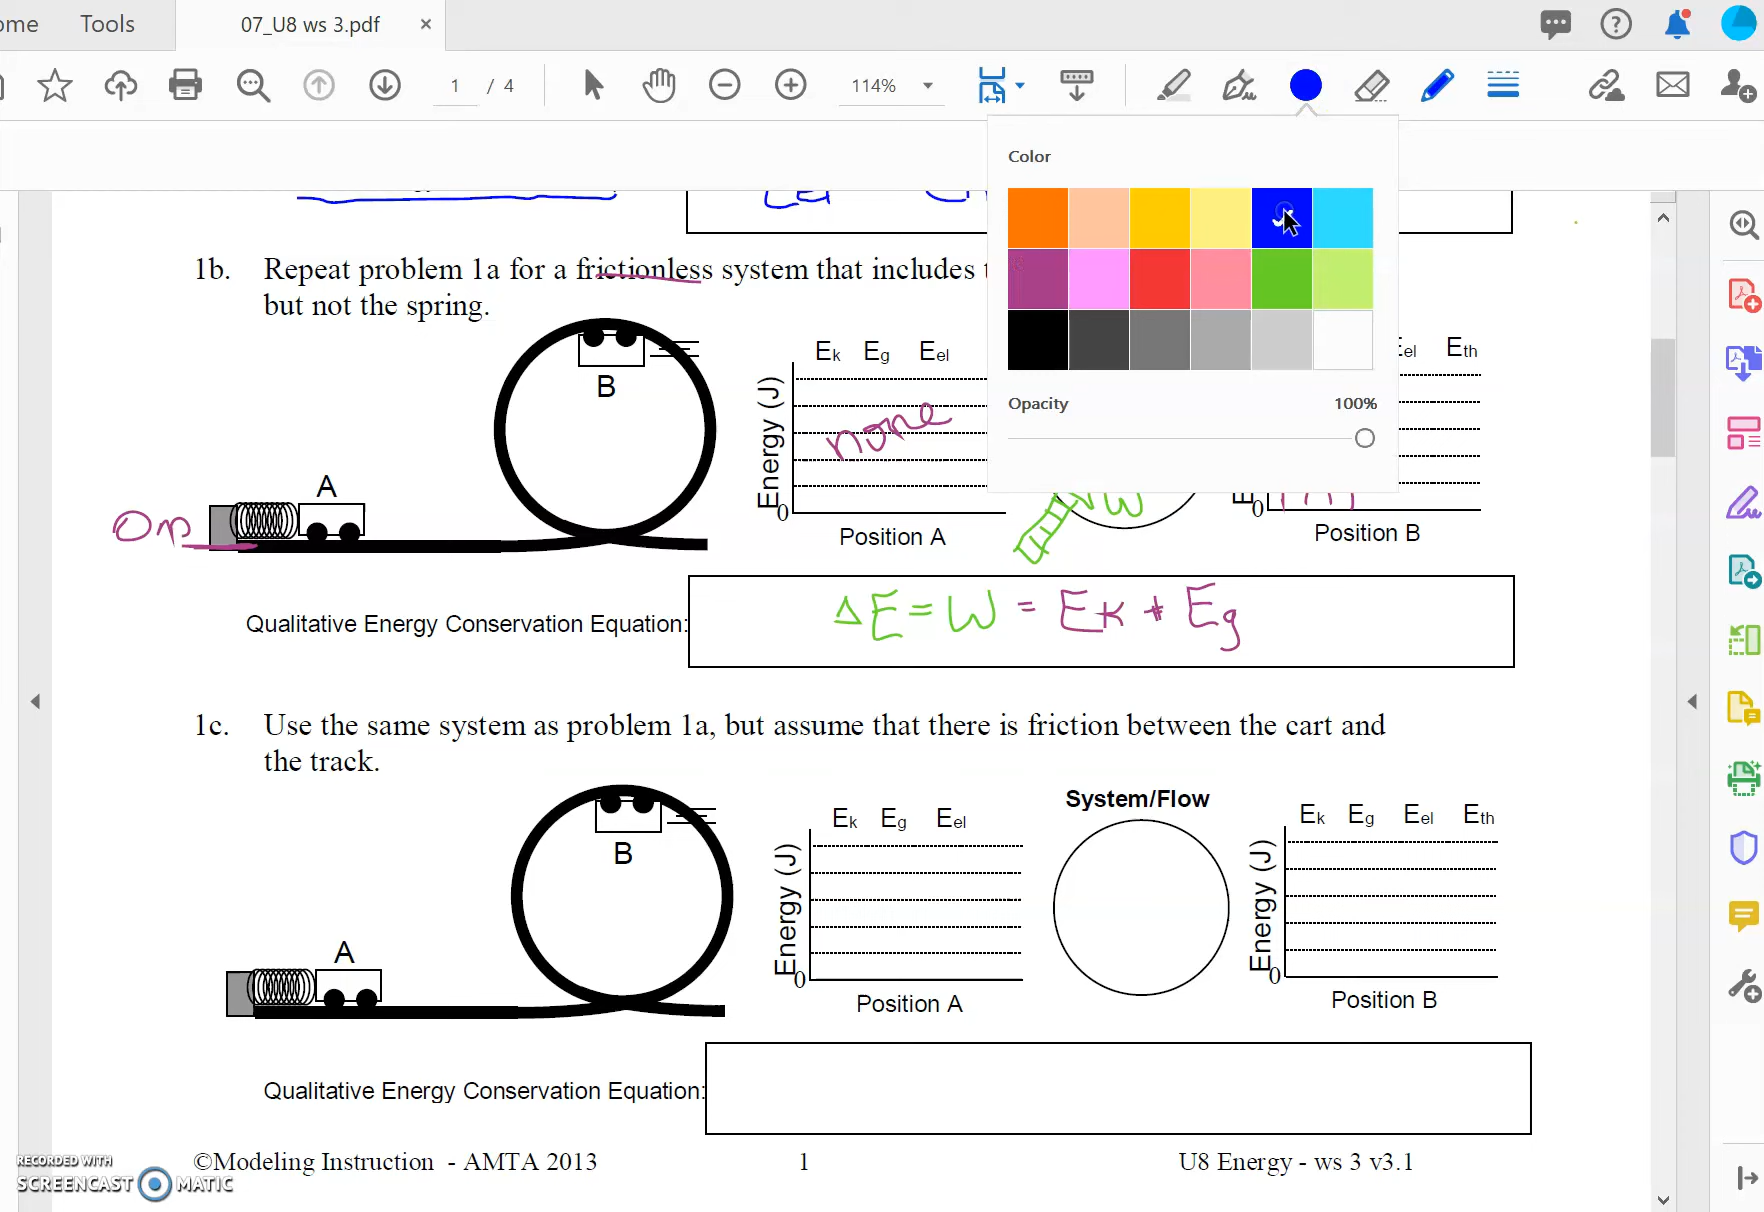 ome Tools 07_U8 ws 3.pdf ×
1 / 4 114%
Color
1b. Repeat problem 1a for a frictionless system that includes t
but not the spring.
Ek Eg Eel
Eel Eth
Opacity 100%
B
Energy (J)
none
A
0m
0
W
0
Position A
Position B
Qualitative Energy Conservation Equation:
ΔE = W = Ek + Eg
1c. Use the same system as problem 1a, but assume that there is friction between the cart and
the track.
System/Flow
Ek Eg Eel
Ek Eg Eel Eth
B
Energy (J)
Energy (J)
A
0
0
Position A
Position B
Qualitative Energy Conservation Equation:
©Modeling Instruction - AMTA 2013 1 U8 Energy - ws 3 v3.1
RECORDED WITH
SCREENCAST MATIC